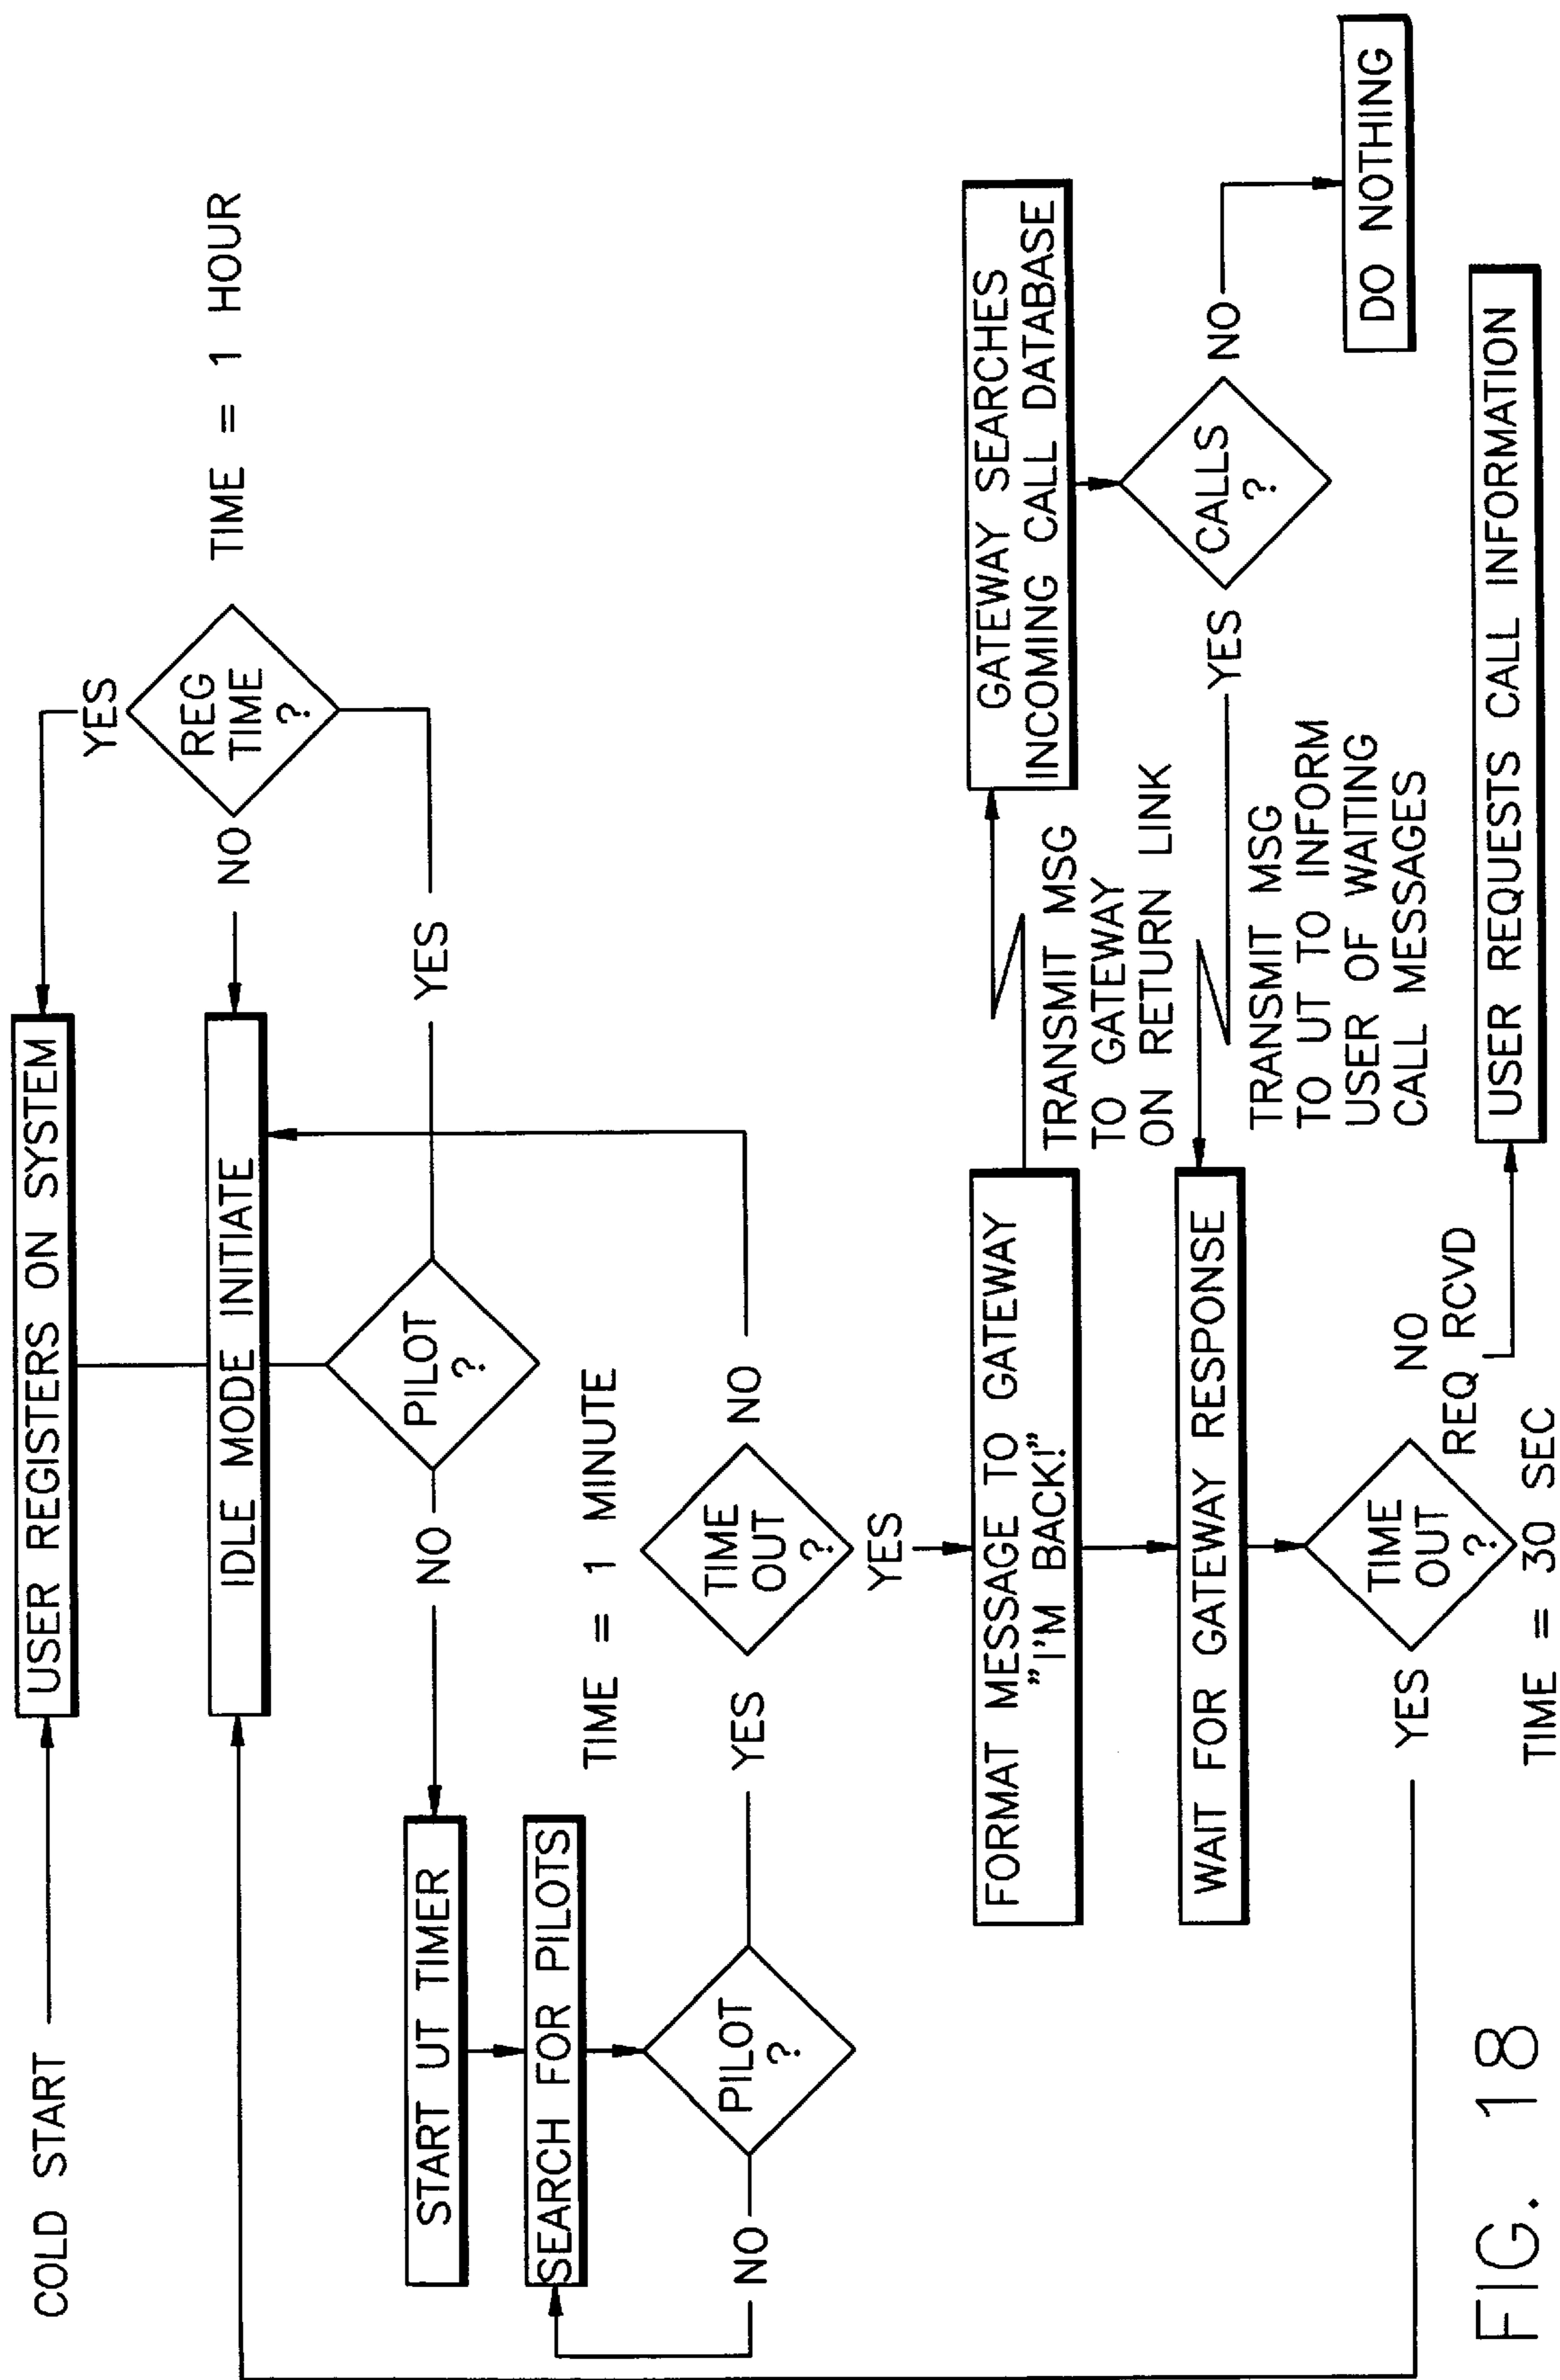 COLD START
USER REGISTERS ON SYSTEM
YES
REG
TIME
?
TIME = 1 HOUR
NO
IDLE MODE INITIATE
PILOT
?
YES
NO
START UT TIMER
SEARCH FOR PILOTS
TIME = 1 MINUTE
PILOT
?
NO
YES
TIME
OUT
?
NO
YES
FORMAT MESSAGE TO GATEWAY
"I'M BACK!"
TRANSMIT MSG
TO GATEWAY
ON RETURN LINK
GATEWAY SEARCHES
INCOMING CALL DATABASE
CALLS
?
NO
DO NOTHING
YES
TRANSMIT MSG
TO UT TO INFORM
USER OF WAITING
CALL MESSAGES
WAIT FOR GATEWAY RESPONSE
TIME
OUT
?
YES
NO
REQ RCVD
TIME = 30 SEC
USER REQUESTS CALL INFORMATION
FIG. 18